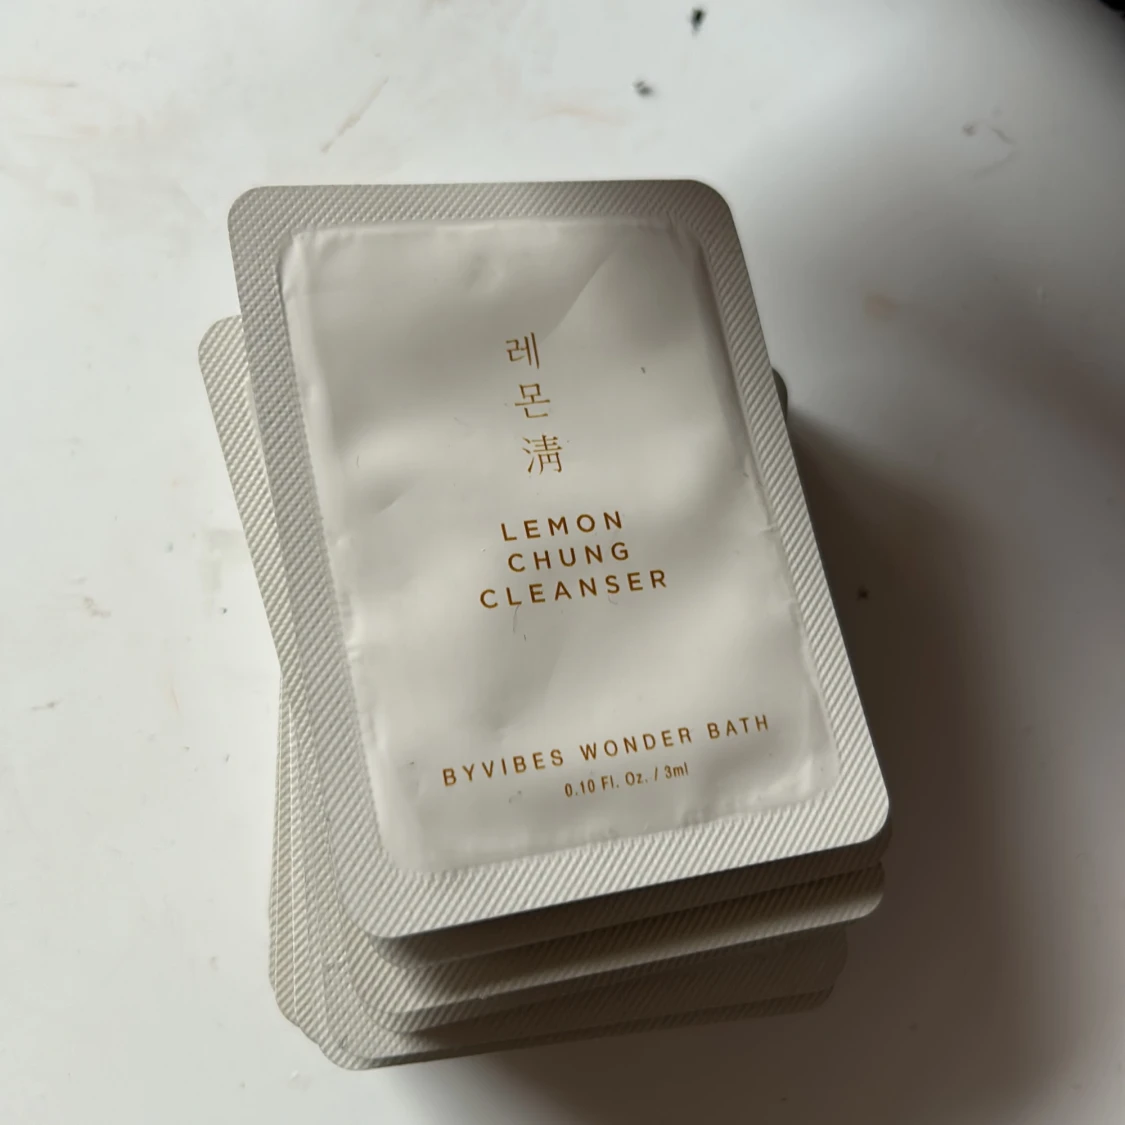 레
몬
淸
LEMON
CHUNG
CLEANSER
BYVIBES WONDER BATH
0.10 Fl. Oz. / 3ml